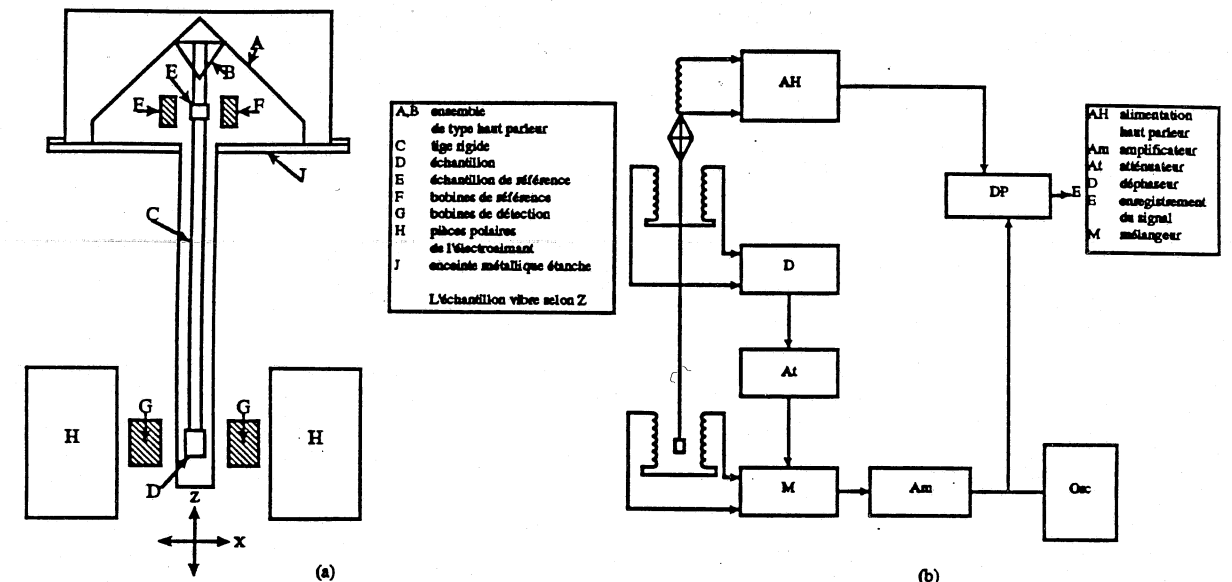 A
E
B
E
F
J
C
H
G
G
H
D
Z
X
(a)
A,B ensemble
de type haut parleur
C tige rigide
D échantillon
E échantillon de référence
F bobines de référence
G bobines de détection
H pièces polaires
de l'électroaimant
J enceinte métallique étanche
L'échantillon vibre selon Z
AH
D
At
M
Am
Osc
DP
E
(b)
AH alimentation
haut parleur
Am amplificateur
At atténuateur
D déphaseur
E enregistrement
du signal
M mélangeur